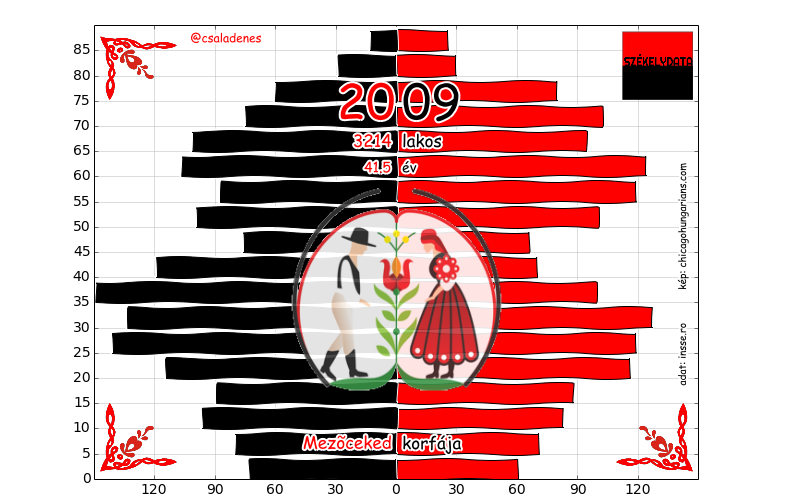 @csaladenes
SZÉKELYDATA
2009
3214 lakos
41.5 év
kép: chicagohungarians.com
adat: insse.ro
Mezőceked korfája
85
80
75
70
65
60
55
50
45
40
35
30
25
20
15
10
5
0
120 90 60 30 0 30 60 90 120